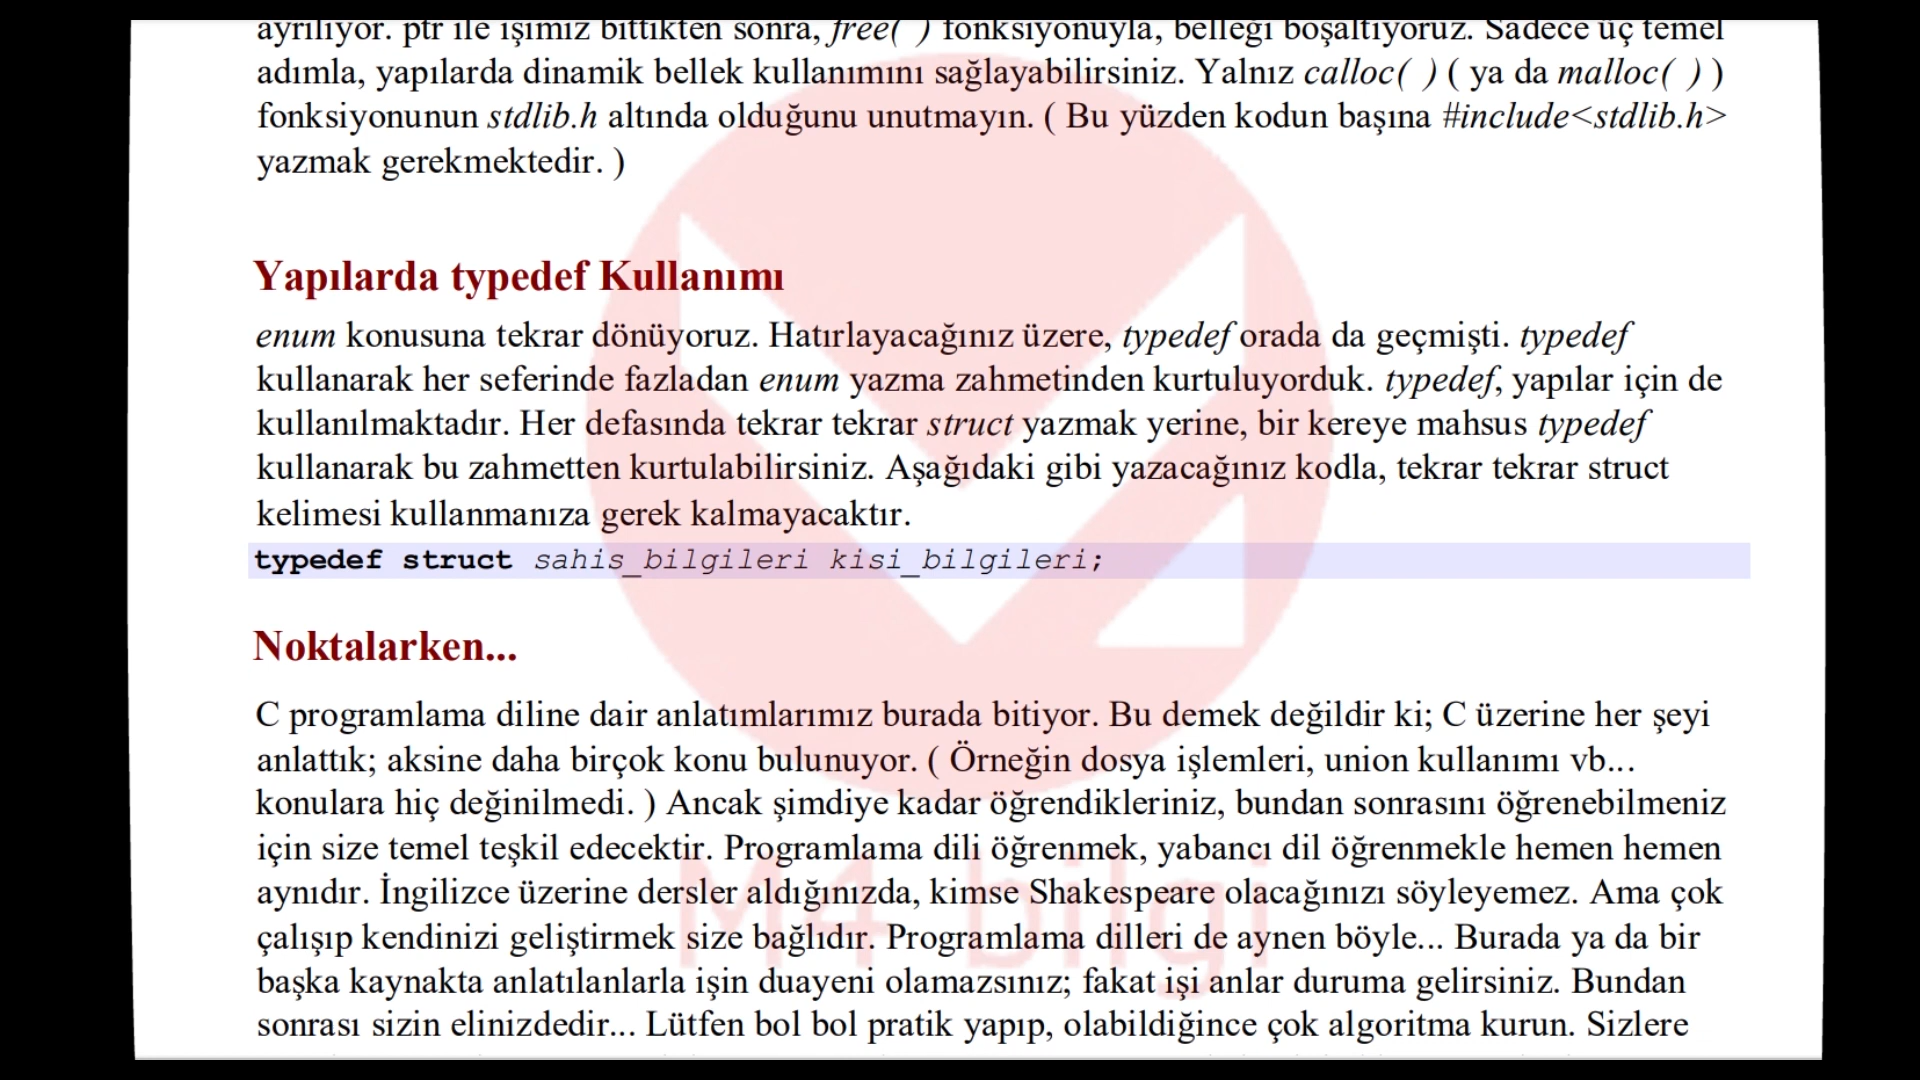 ayrılıyor. ptr ile işimiz bittikten sonra, free( ) fonksiyonuyla, belleği boşaltıyoruz. Sadece üç temel
adımla, yapılarda dinamik bellek kullanımını sağlayabilirsiniz. Yalnız calloc( ) ( ya da malloc( ) )
fonksiyonunun stdlib.h altında olduğunu unutmayın. ( Bu yüzden kodun başına #include<stdlib.h>
yazmak gerekmektedir. )
Yapılarda typedef Kullanımı
enum konusuna tekrar dönüyoruz. Hatırlayacağınız üzere, typedef orada da geçmişti. typedef
kullanarak her seferinde fazladan enum yazma zahmetinden kurtuluyorduk. typedef, yapılar için de
kullanılmaktadır. Her defasında tekrar tekrar struct yazmak yerine, bir kereye mahsus typedef
kullanarak bu zahmetten kurtulabilirsiniz. Aşağıdaki gibi yazacağınız kodla, tekrar tekrar struct
kelimesi kullanmanıza gerek kalmayacaktır.
typedef struct sahis_bilgileri kisi_bilgileri;
Noktalarken...
C programlama diline dair anlatımlarımız burada bitiyor. Bu demek değildir ki; C üzerine her şeyi
anlattık; aksine daha birçok konu bulunuyor. ( Örneğin dosya işlemleri, union kullanımı vb...
konulara hiç değinilmedi. ) Ancak şimdiye kadar öğrendikleriniz, bundan sonrasını öğrenebilmeniz
için size temel teşkil edecektir. Programlama dili öğrenmek, yabancı dil öğrenmekle hemen hemen
aynıdır. İngilizce üzerine dersler aldığınızda, kimse Shakespeare olacağınızı söyleyemez. Ama çok
çalışıp kendinizi geliştirmek size bağlıdır. Programlama dilleri de aynen böyle... Burada ya da bir
başka kaynakta anlatılanlarla işin duayeni olamazsınız; fakat işi anlar duruma gelirsiniz. Bundan
sonrası sizin elinizdedir... Lütfen bol bol pratik yapıp, olabildiğince çok algoritma kurun. Sizlere
M4 bilgi